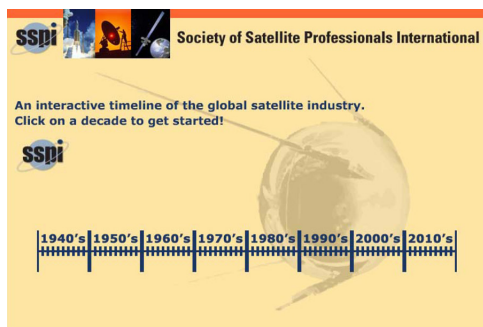 sspi
Society of Satellite Professionals International
An interactive timeline of the global satellite industry.
Click on a decade to get started!
sspi
1940's 1950's 1960's 1970's 1980's 1990's 2000's 2010's